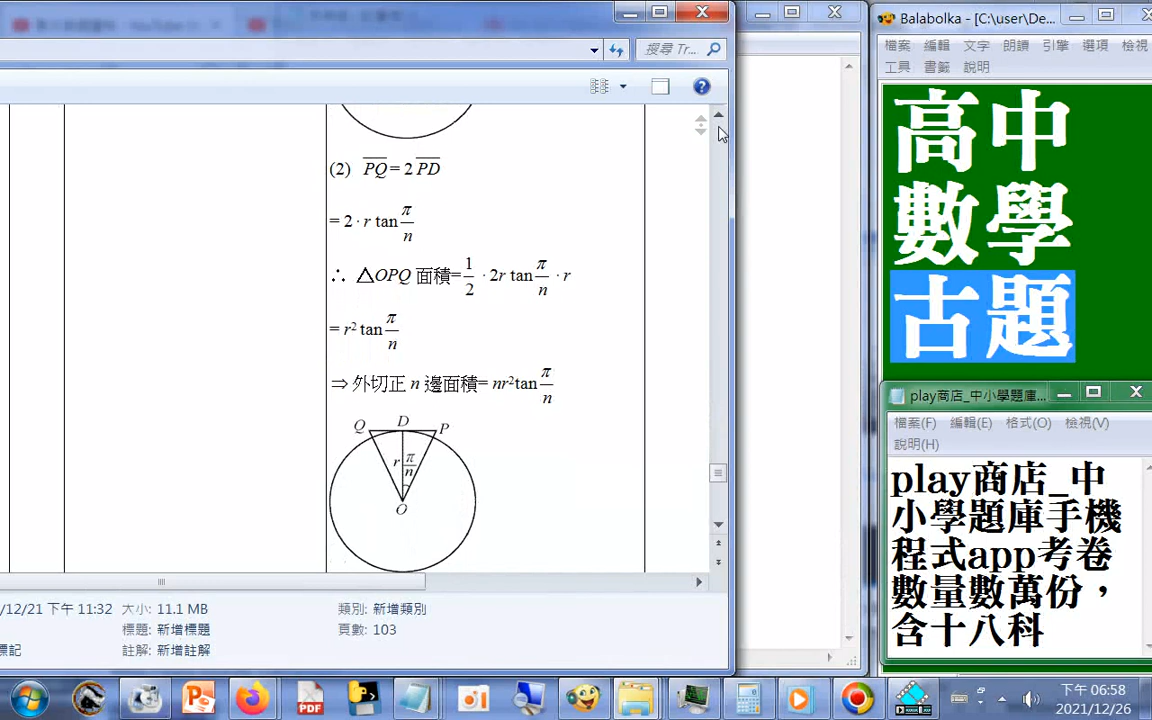 搜尋 Tr...
(2) PQ = 2 PD
= 2 · r tan π/n
∴ △OPQ 面積= 1/2 · 2r tan π/n · r
= r² tan π/n
⇒ 外切正 n 邊面積= nr²tan π/n
Q D P
r π/n
O
/12/21 下午 11:32 大小: 11.1 MB 類別: 新增類別
標題: 新增標題 頁數: 103
標記 註解: 新增註解
Balabolka - [C:\user\De...
檔案 編輯 文字 朗讀 引擎 選項 檢視
工具 書籤 說明
高中
數學
古題
play商店_中小學題庫...
檔案(F) 編輯(E) 格式(O) 檢視(V)
說明(H)
play商店_中
小學題庫手機
程式app考卷
數量數萬份，
含十八科
PDF
下午 06:58
2021/12/26